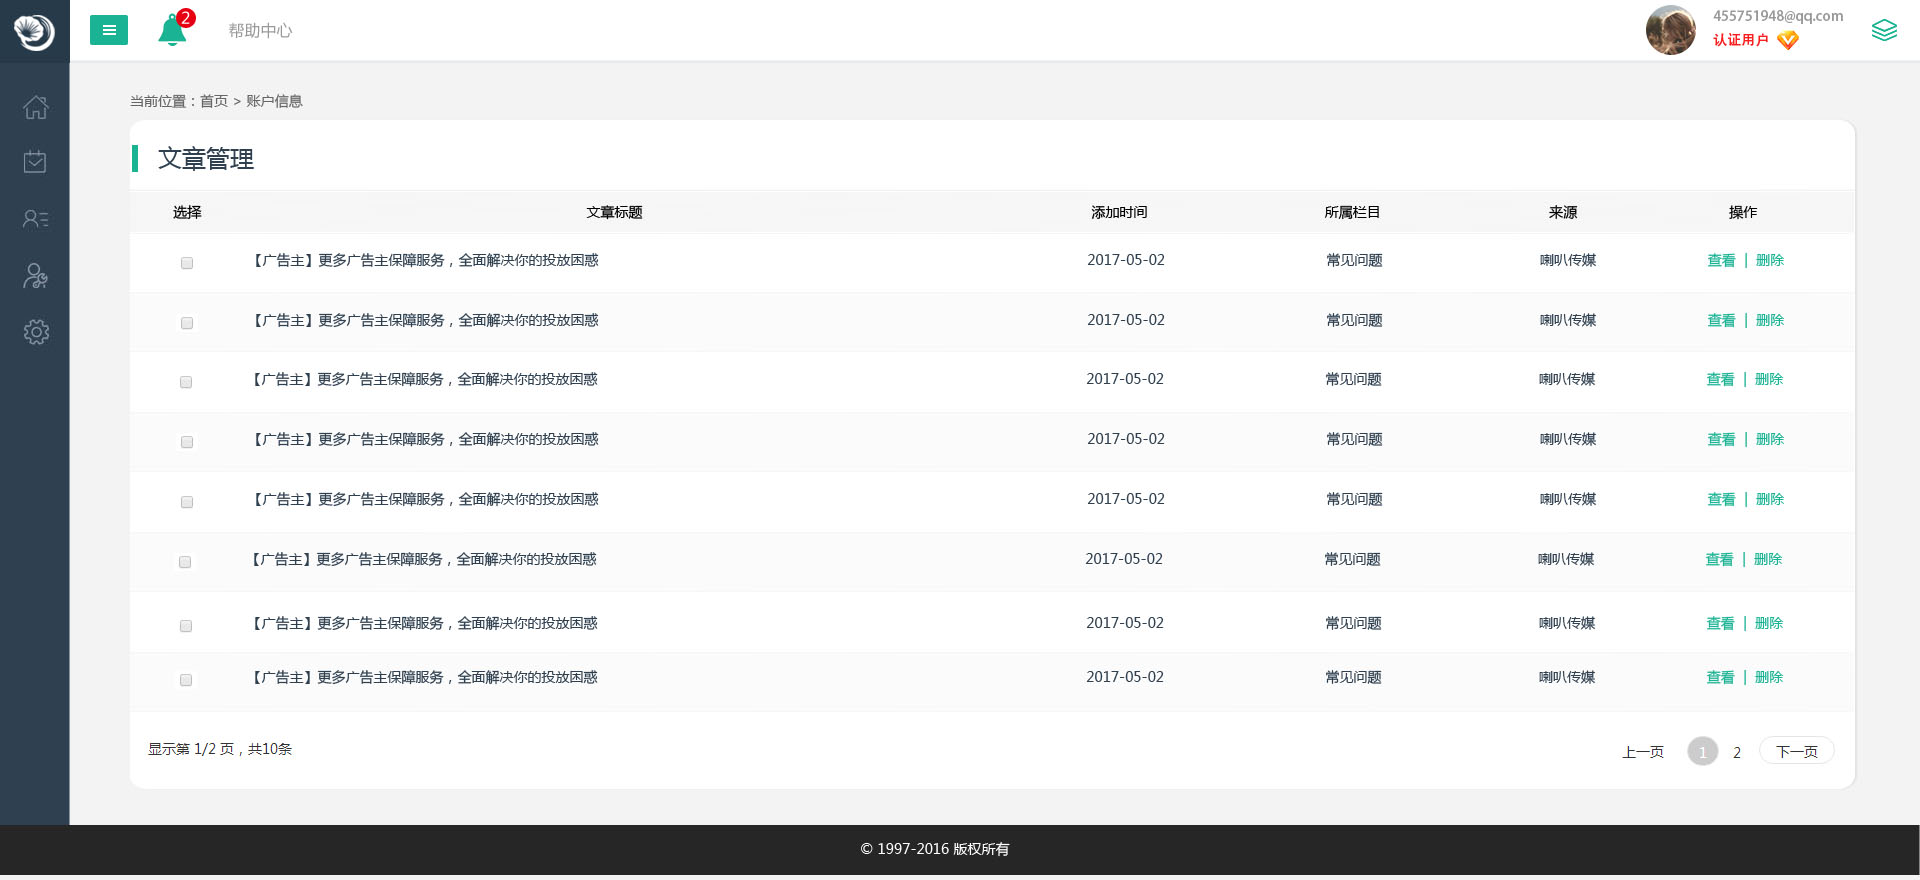 2
帮助中心
455751948@qq.com
认证用户
当前位置：首页 > 账户信息
文章管理
选择 文章标题 添加时间 所属栏目 来源 操作
【广告主】更多广告主保障服务，全面解决你的投放困惑 2017-05-02 常见问题 喇叭传媒 查看 | 删除
【广告主】更多广告主保障服务，全面解决你的投放困惑 2017-05-02 常见问题 喇叭传媒 查看 | 删除
【广告主】更多广告主保障服务，全面解决你的投放困惑 2017-05-02 常见问题 喇叭传媒 查看 | 删除
【广告主】更多广告主保障服务，全面解决你的投放困惑 2017-05-02 常见问题 喇叭传媒 查看 | 删除
【广告主】更多广告主保障服务，全面解决你的投放困惑 2017-05-02 常见问题 喇叭传媒 查看 | 删除
【广告主】更多广告主保障服务，全面解决你的投放困惑 2017-05-02 常见问题 喇叭传媒 查看 | 删除
【广告主】更多广告主保障服务，全面解决你的投放困惑 2017-05-02 常见问题 喇叭传媒 查看 | 删除
【广告主】更多广告主保障服务，全面解决你的投放困惑 2017-05-02 常见问题 喇叭传媒 查看 | 删除
显示第 1/2 页，共10条 上一页 1 2 下一页
© 1997-2016 版权所有